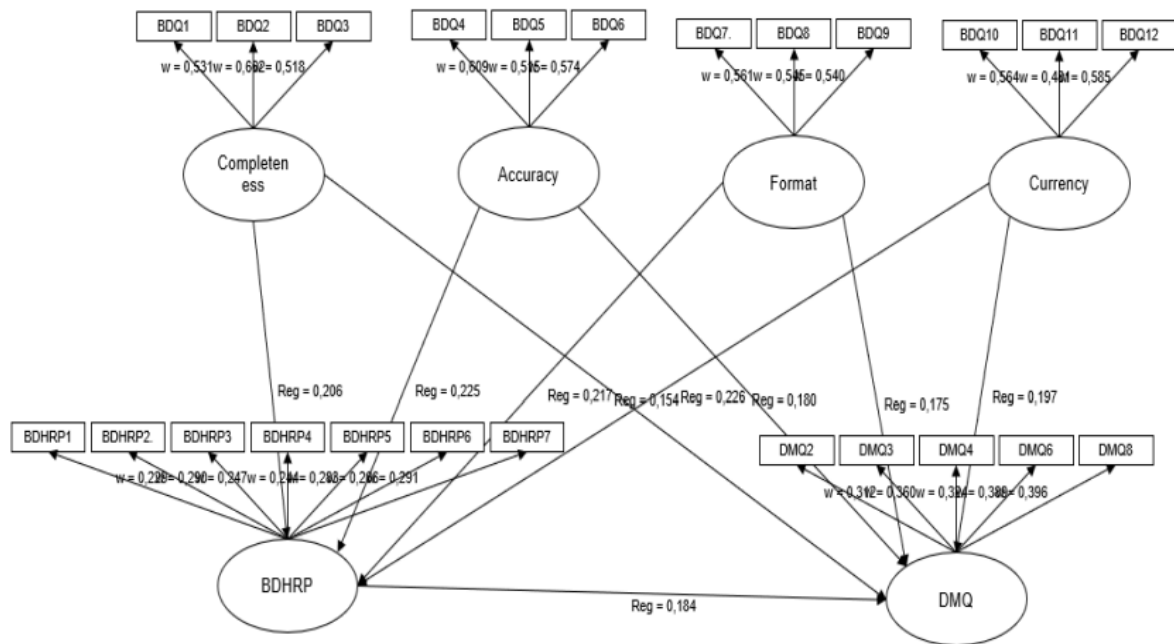 BDQ1 BDQ2 BDQ3
BDQ4 BDQ5 BDQ6
BDQ7. BDQ8 BDQ9
BDQ10 BDQ11 BDQ12
w = 0,531 w = = 0,518
w = 0,609 = 0,574
w = 0,561 = 0,540
w = 0,564 = 0,585
Completen
ess
Accuracy
Format
Currency
Reg = 0,206
Reg = 0,225
Reg = 0,217
Reg = 0,154
Reg = 0,226
Reg = 0,180
Reg = 0,175
Reg = 0,197
BDHRP1 BDHRP2. BDHRP3 BDHRP4 BDHRP5 BDHRP6 BDHRP7
DMQ2 DMQ3 DMQ4 DMQ6 DMQ8
= 0,247 = 0,291
w = 0,312 = 0,360 = 0,396
BDHRP
Reg = 0,184
DMQ